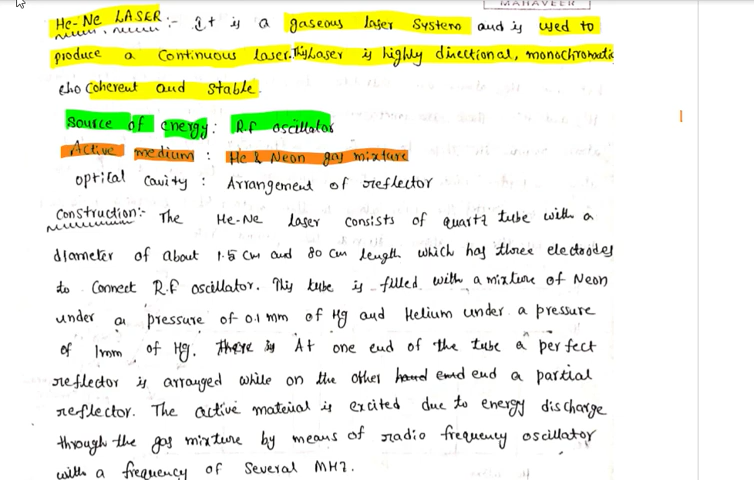 MAHAVEER
He-Ne LASER :- It is a gaseous laser system and is used to
produce a continuous laser. This laser is highly directional, monochromatic
coherent and stable.
Source of energy : R.f oscillator
Active medium : He & Neon gas mixture
optical cavity : Arrangement of reflector
Construction:- The He-Ne laser consists of quartz tube with a
diameter of about 1.5 cm and 80 cm length which has three electrodes
to connect R.f oscillator. This tube is filled with a mixture of Neon
under a pressure of 0.1 mm of Hg and Helium under a pressure
of 1mm of Hg. There is At one end of the tube a perfect
reflector is arranged while on the other hand end end a partial
reflector. The active material is excited due to energy discharge
through the gas mixture by means of radio frequency oscillator
with a frequency of several MHz.